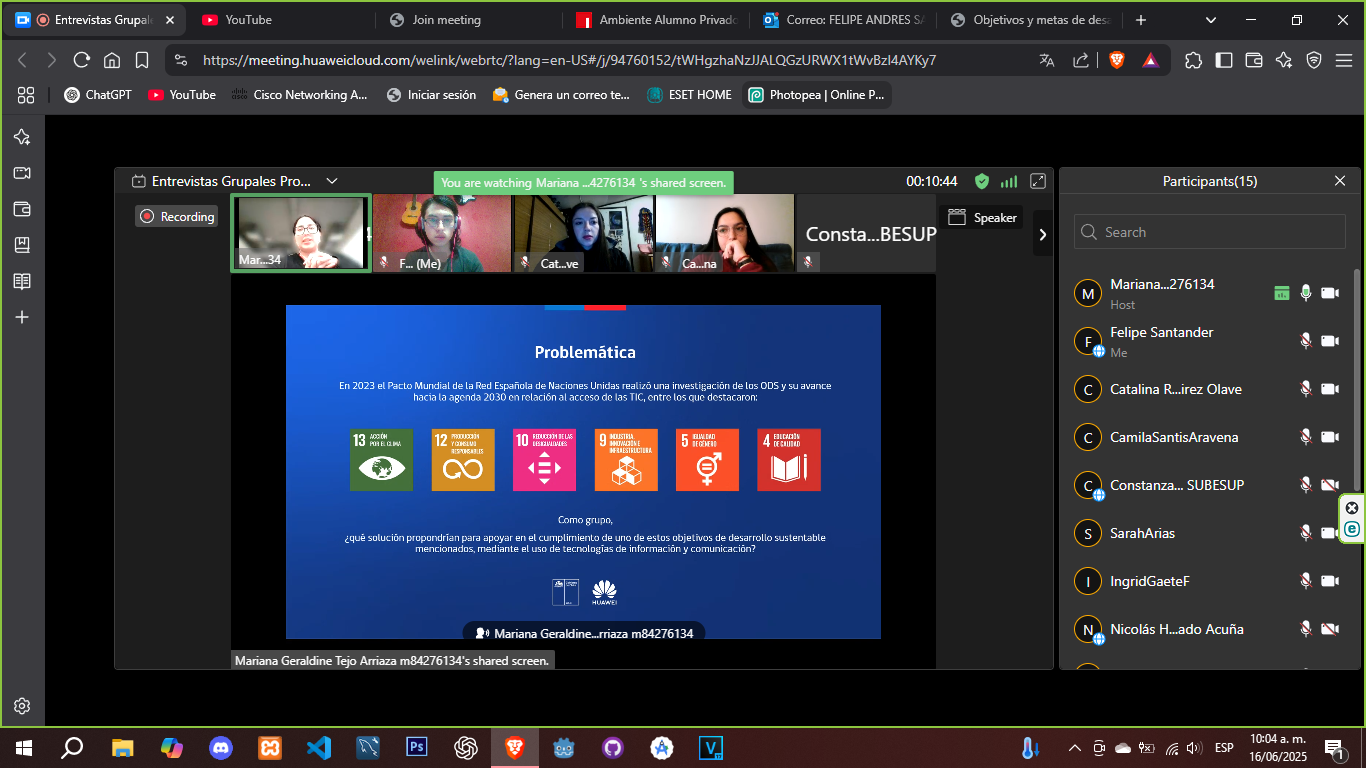 Entrevistas Grupale
YouTube
Join meeting
Ambiente Alumno Privado
Correo: FELIPE ANDRES SA
Objetivos y metas de desa
https://meeting.huaweicloud.com/welink/webrtc/?lang=en-US#/j/94760152/tWHgzhaNzJJALQGzURWX1tWvBzI4AYKy7
ChatGPT
YouTube
Cisco Networking A...
Iniciar sesión
Genera un correo te...
ESET HOME
Photopea | Online P...
Entrevistas Grupales Pro...
You are watching Mariana ...4276134 's shared screen.
00:10:44
Recording
Mar...34
F... (Me)
Cat...ve
Ca...na
Consta...BESUP
Speaker
Problemática
En 2023 el Pacto Mundial de la Red Española de Naciones Unidas realizó una investigación de los ODS y su avance
hacia la agenda 2030 en relación al acceso de las TIC, entre los que destacaron:
13 ACCIÓN
POR EL CLIMA
12 PRODUCCIÓN
Y CONSUMO
RESPONSABLES
10 REDUCCIÓN DE LAS
DESIGUALDADES
9 INDUSTRIA,
INNOVACIÓN E
INFRAESTRUCTURA
5 IGUALDAD
DE GÉNERO
4 EDUCACIÓN
DE CALIDAD
Como grupo,
¿qué solución propondrían para apoyar en el cumplimiento de uno de estos objetivos de desarrollo sustentable
mencionados, mediante el uso de tecnologías de información y comunicación?
HUAWEI
Mariana Geraldine...rriaza m84276134
Mariana Geraldine Tejo Arriaza m84276134's shared screen.
Participants(15)
Search
M
Mariana...276134
Host
F
Felipe Santander
Me
C
Catalina R...irez Olave
C
CamilaSantisAravena
C
Constanza... SUBESUP
S
SarahArias
I
IngridGaeteF
N
Nicolás H...ado Acuña
Ps
V
ESP
10:04 a. m.
16/06/2025
1